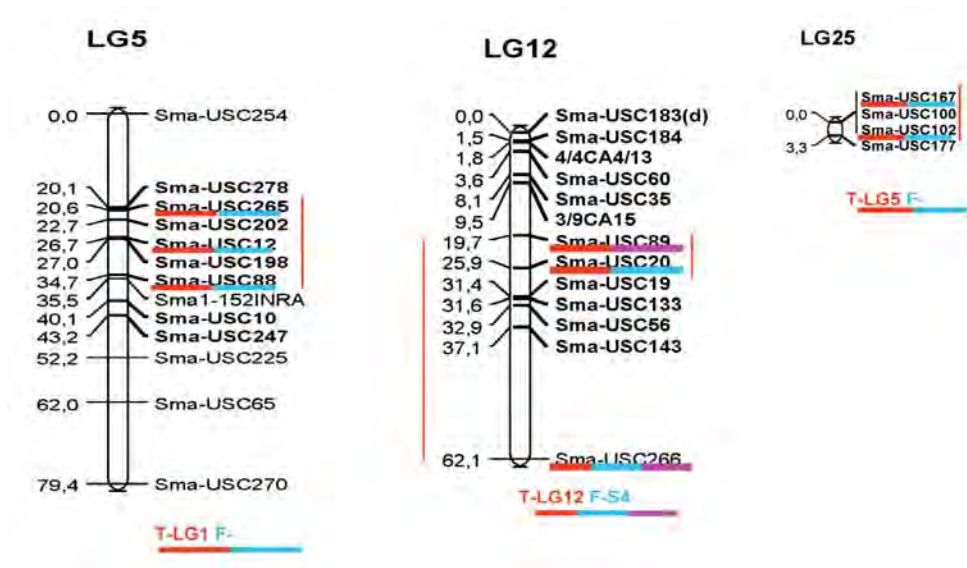 LG5
0,0 Sma-USC254
20,1 Sma-USC278
20,6 Sma-USC265
22,7 Sma-USC202
26,7 Sma-USC12
27,0 Sma-USC198
34,7 Sma-USC88
35,5 Sma1-152INRA
40,1 Sma-USC10
43,2 Sma-USC247
52,2 Sma-USC225
62,0 Sma-USC65
79,4 Sma-USC270
T-LG1 F-
LG12
0,0 Sma-USC183(d)
1,5 Sma-USC184
1,8 4/4CA4/13
3,6 Sma-USC60
8,1 Sma-USC35
9,5 3/9CA15
19,7 Sma-USC89
25,9 Sma-USC20
31,4 Sma-USC19
31,6 Sma-USC133
32,9 Sma-USC56
37,1 Sma-USC143
62,1 Sma-USC266
T-LG12 F-S4
LG25
Sma-USC167
0,0 Sma-USC100
Sma-USC102
3,3 Sma-USC177
T-LG5 F-